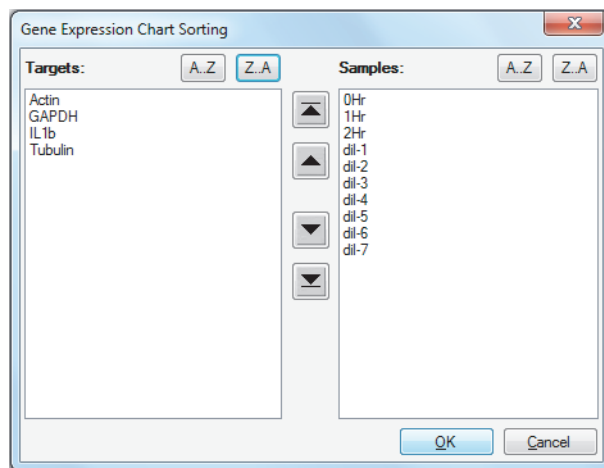 Gene Expression Chart Sorting
Targets: A..Z Z..A Samples: A..Z Z..A
Actin
GAPDH
IL1b
Tubulin
0Hr
1Hr
2Hr
dil-1
dil-2
dil-3
dil-4
dil-5
dil-6
dil-7
OK Cancel